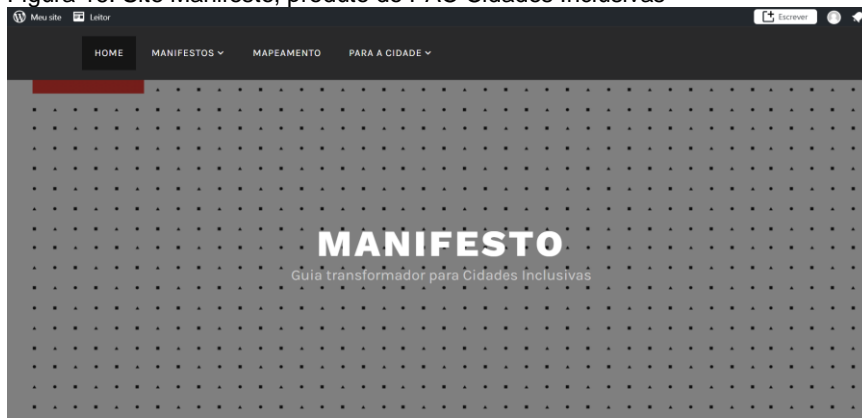 Meu site Leitor Escrever
HOME MANIFESTOS MAPEAMENTO PARA A CIDADE
MANIFESTO
Guia transformador para Cidades Inclusivas